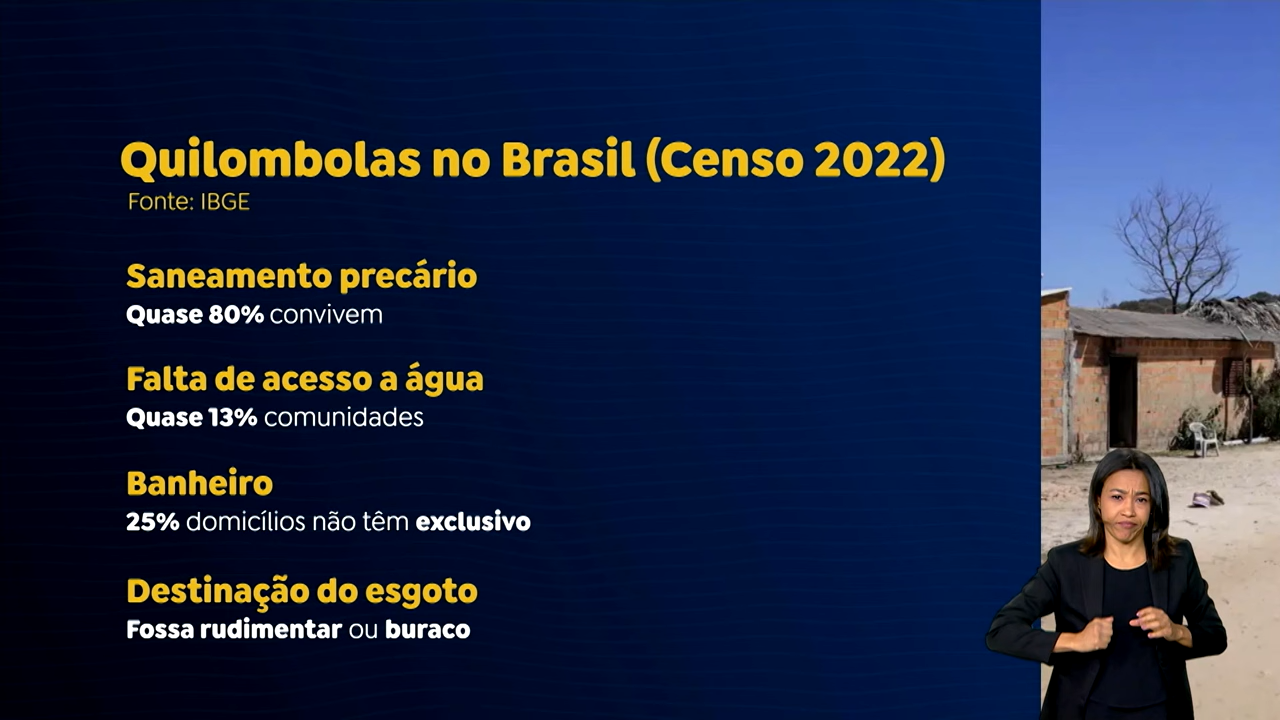 Quilombolas no Brasil (Censo 2022)
Fonte: IBGE
Saneamento precário
Quase 80% convivem
Falta de acesso a água
Quase 13% comunidades
Banheiro
25% domicílios não têm exclusivo
Destinação do esgoto
Fossa rudimentar ou buraco